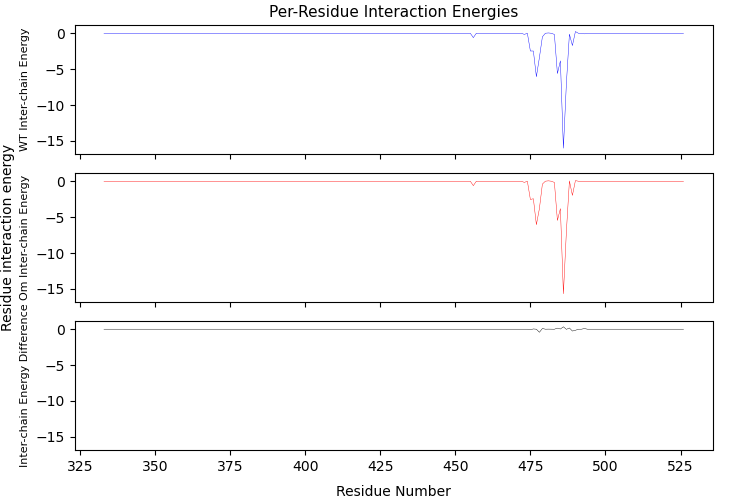 Per-Residue Interaction Energies
Residue interaction energy
WT Inter-chain Energy
0
−5
−10
−15
Om Inter-chain Energy
0
−5
−10
−15
Inter-chain Energy Difference
0
−5
−10
−15
325 350 375 400 425 450 475 500 525
Residue Number